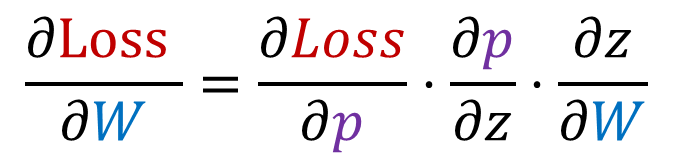 ∂Loss/∂W = ∂Loss/∂p · ∂p/∂z · ∂z/∂W